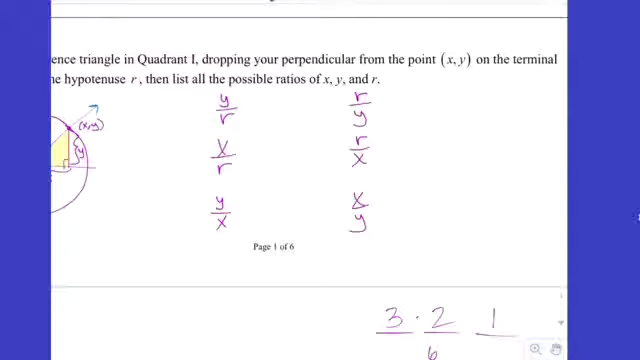 ence triangle in Quadrant I, dropping your perpendicular from the point (x, y) on the terminal
he hypotenuse r, then list all the possible ratios of x, y, and r.
(x,y)
y
y/r r/y
x/r r/x
y/x x/y
Page 1 of 6
3 · 2 1
6